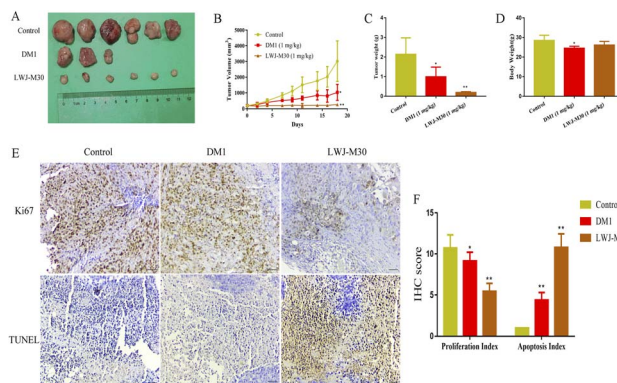 A
Control
DM1
LWJ-M30
B
Control
DM1 (1 mg/kg)
LWJ-M30 (1 mg/kg)
Tumor Volume (mm³)
4000
3000
2000
1000
0
0
5
10
15
20
Days
*
**
C
Tumor weight (g)
4
3
2
1
0
*
**
Control
DM1 (1 mg/kg)
LWJ-M30 (1 mg/kg)
D
Body Weight(g)
40
30
20
10
0
*
Control
DM1 (1 mg/kg)
LWJ-M30 (1 mg/kg)
E
Control
DM1
LWJ-M30
Ki67
TUNEL
F
Control
DM1
LWJ-M
IHC score
15
10
5
0
*
**
**
**
Proliferation Index
Apoptosis Index